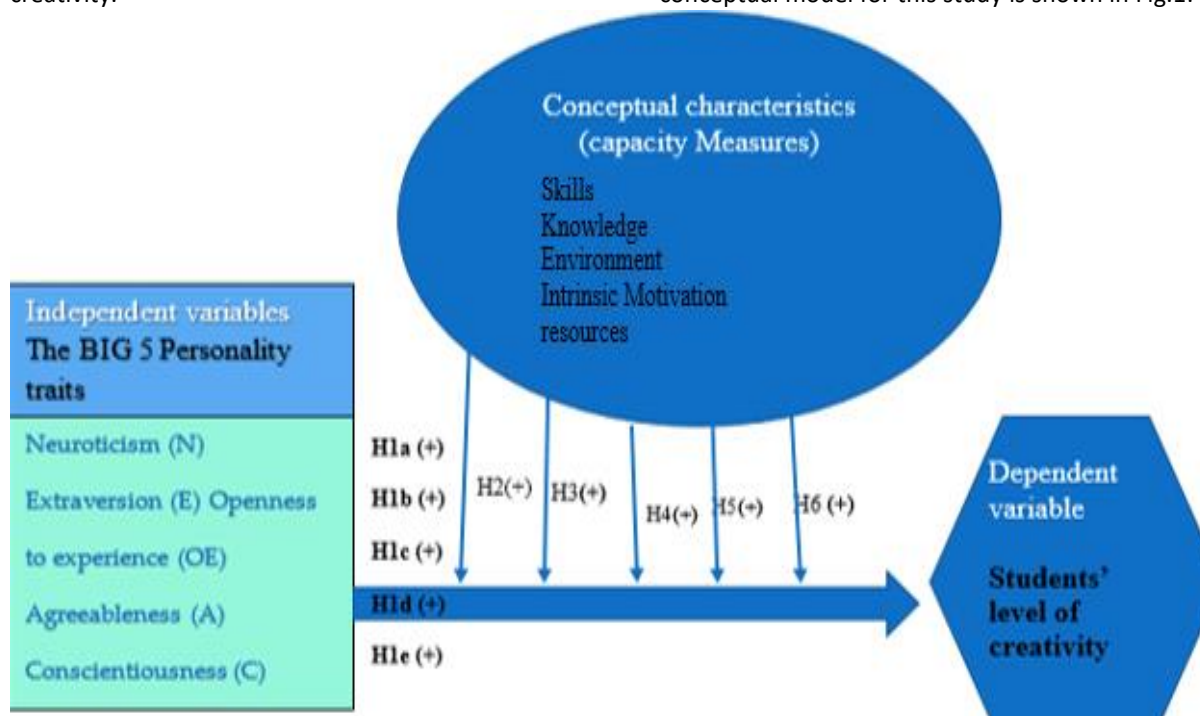 creativity.
conceptual model for this study is shown in Fig.1.
Conceptual characteristics
(capacity Measures)
Skills
Knowledge
Environment
Intrinsic Motivation
resources
Independent variables
The BIG 5 Personality
traits
Neuroticism (N)
Extraversion (E) Openness
to experience (OE)
Agreeableness (A)
Conscientiousness (C)
H1a (+)
H1b (+)
H1c (+)
H1d (+)
H1e (+)
H2(+)
H3(+)
H4(+)
H5(+)
H6 (+)
Dependent
variable
Students'
level of
creativity